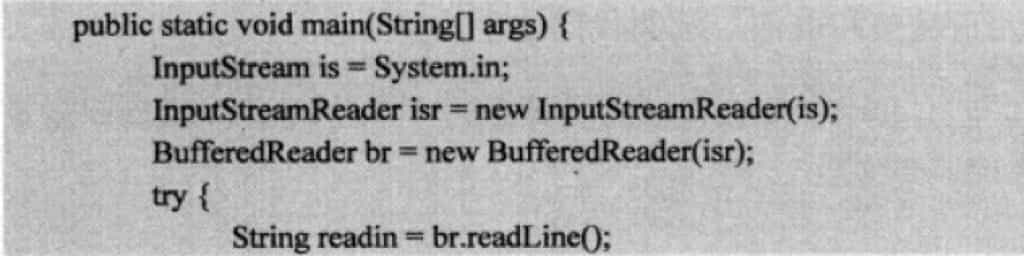 public static void main(String[] args) {
InputStream is = System.in;
InputStreamReader isr = new InputStreamReader(is);
BufferedReader br = new BufferedReader(isr);
try {
String readin = br.readLine();